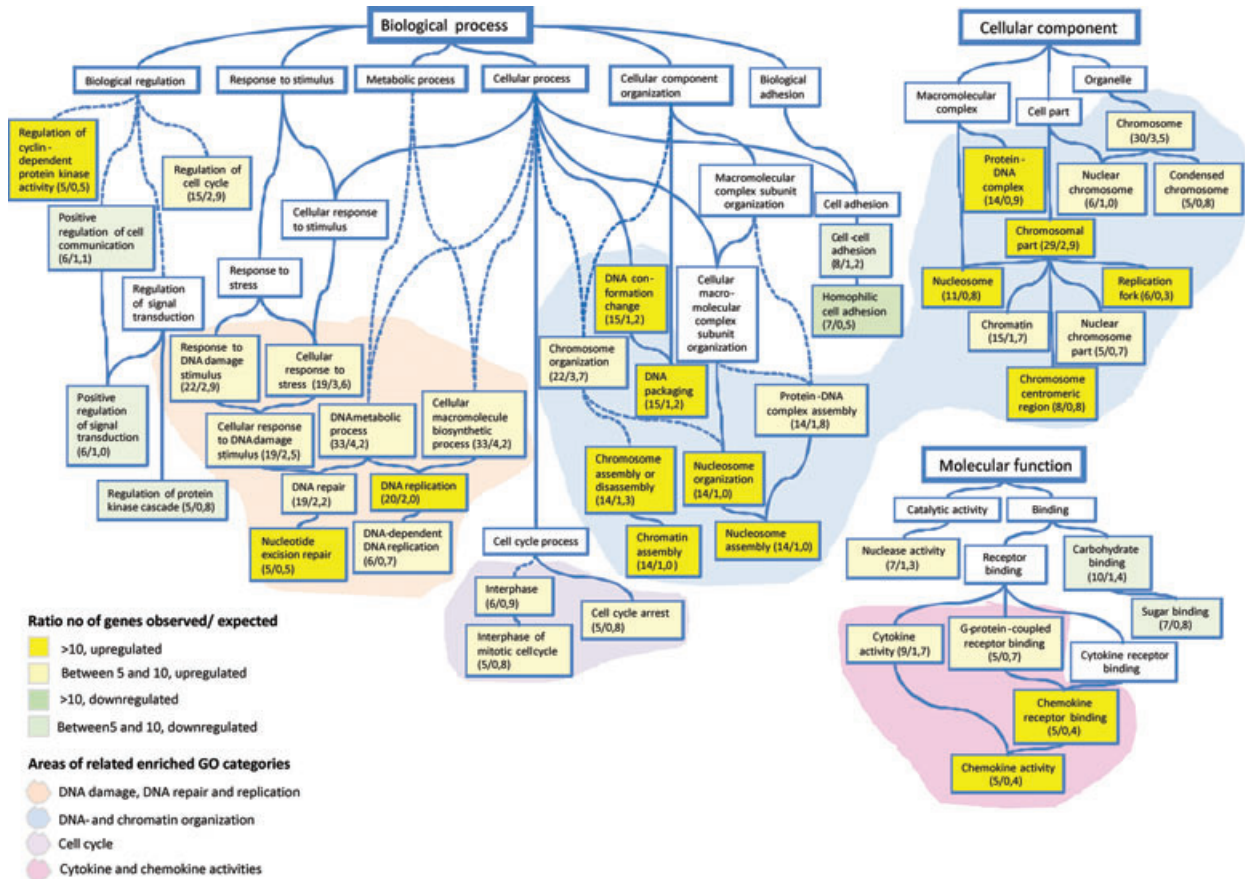 Biological process
Biological regulation
Response to stimulus
Metabolic process
Cellular process
Cellular component
organization
Biological
adhesion
Regulation of
cyclin-
dependent
protein kinase
activity (5/0,5)
Regulation of
cell cycle
(15/2,9)
Cellular response
to stimulus
Macromolecular
complex subunit
organization
Cell adhesion
Positive
regulation of cell
communication
(6/1,1)
Cell-cell
adhesion
(8/1,2)
Regulation
of signal
transduction
Response to
stress
DNA con-
formation
change
(15/1,2)
Cellular
macro-
molecular
complex
subunit
organization
Homophilic
cell adhesion
(7/0,5)
Response to
DNA damage
stimulus
(22/2,9)
Cellular
response to
stress (19/3,6)
Chromosome
organization
(22/3,7)
DNA
packaging
(15/1,2)
Positive
regulation
of signal
transduction
(6/1,0)
Cellular
response to DNA damage
stimulus (19/2,5)
DNA metabolic
process
(33/4,2)
Cellular
macromolecule
biosynthetic
process (33/4,2)
Protein-DNA
complex assembly
(14/1,8)
Regulation of protein
kinase cascade (5/0,8)
DNA repair
(19/2,2)
DNA replication
(20/2,0)
Chromosome
assembly or
disassembly
(14/1,3)
Nucleosome
organization
(14/1,0)
Nucleotide
excision repair
(5/0,5)
DNA-dependent
DNA replication
(6/0,7)
Cell cycle process
Chromatin
assembly
(14/1,0)
Nucleosome
assembly (14/1,0)
Interphase
(6/0,9)
Cell cycle arrest
(5/0,8)
Interphase of
mitotic cell cycle
(5/0,8)
Cellular component
Macromolecular
complex
Cell part
Organelle
Chromosome
(30/3,5)
Protein-
DNA
complex
(14/0,9)
Nuclear
chromosome
(6/1,0)
Condensed
chromosome
(5/0,8)
Chromosomal
part (29/2,9)
Nucleosome
(11/0,8)
Replication
fork (6/0,3)
Chromatin
(15/1,7)
Nuclear
chromosome
part (5/0,7)
Chromosome
centromeric
region (8/0,8)
Molecular function
Catalytic activity
Binding
Nuclease activity
(7/1,3)
Receptor
binding
Carbohydrate
binding
(10/1,4)
Sugar binding
(7/0,8)
Cytokine
activity (9/1,7)
G-protein-coupled
receptor binding
(5/0,7)
Cytokine receptor
binding
Chemokine
receptor binding
(5/0,4)
Chemokine activity
(5/0,4)
Ratio no of genes observed/ expected
>10, upregulated
Between 5 and 10, upregulated
>10, downregulated
Between5 and 10, downregulated
Areas of related enriched GO categories
DNA damage, DNA repair and replication
DNA- and chromatin organization
Cell cycle
Cytokine and chemokine activities